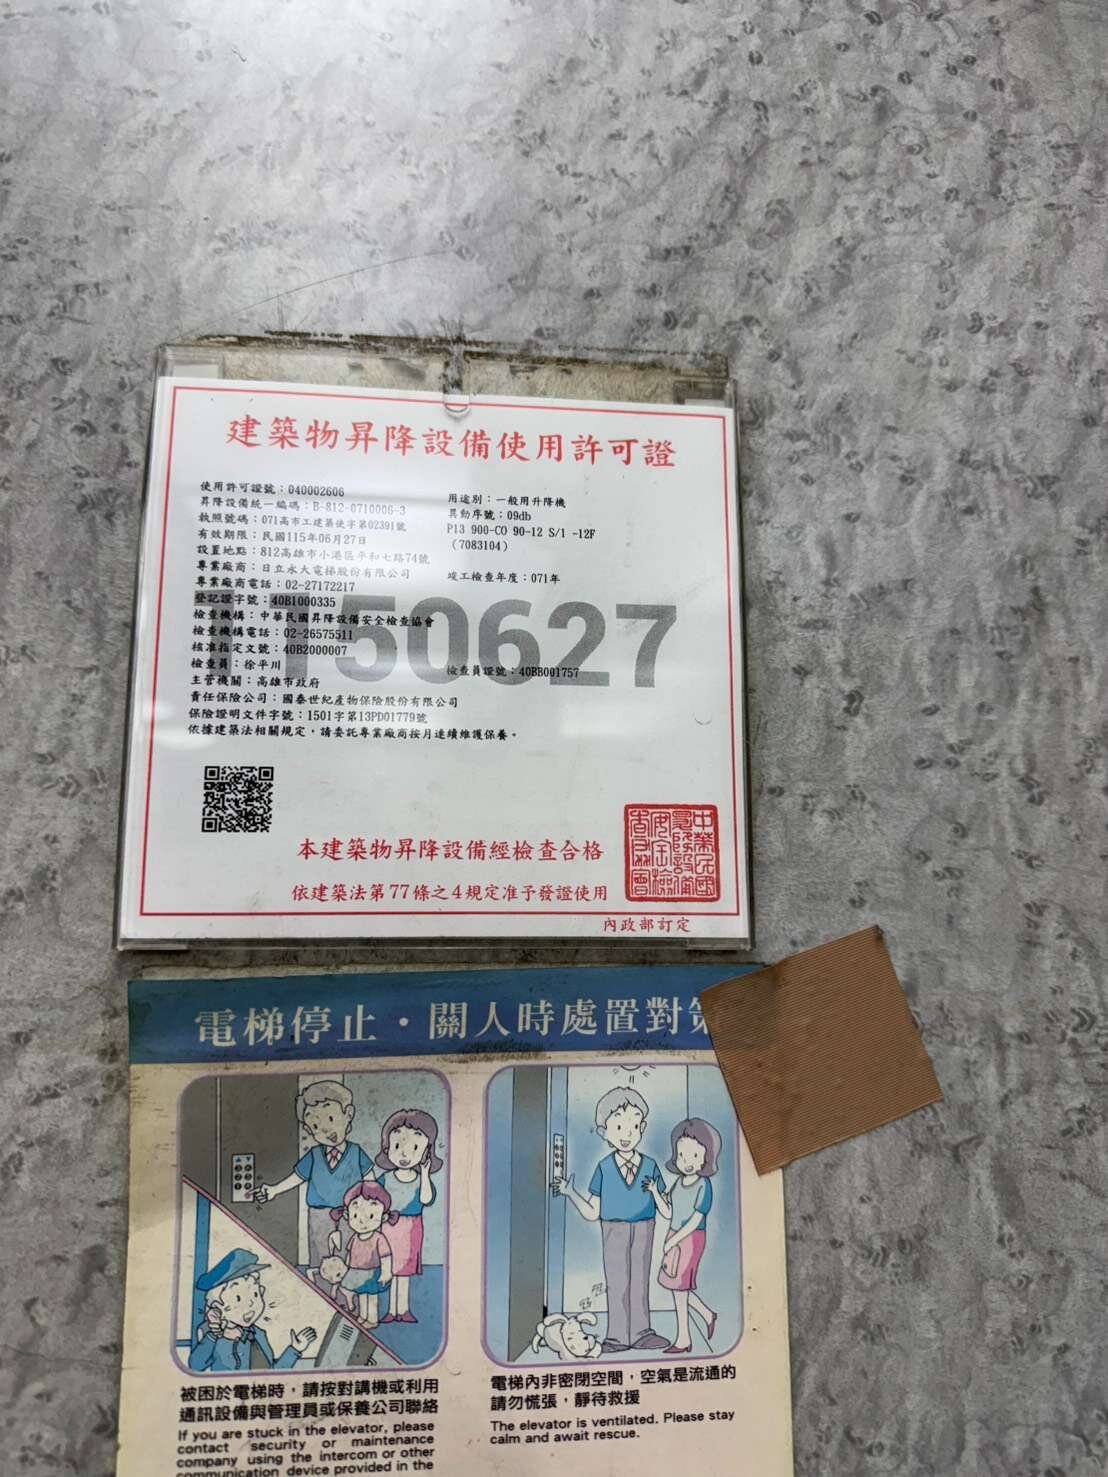 建築物昇降設備使用許可證
使用許可證號：040002606
昇降設備統一編碼：B-812-0710006-3
執照號碼：071高市工建築使字第02391號
有效期限：民國115年06月27日
設置地點：812高雄市小港區平和七路74號
專業廠商：日立永大電梯股份有限公司
專業廠商電話：02-27172217
登記證字號：40B1000335
檢查機構：中華民國昇降設備安全檢查協會
檢查機構電話：02-26575511
核准指定文號：40B2000007
檢查員：徐平川
主管機關：高雄市政府
責任保險公司：國泰世紀產物保險股份有限公司
保險證明文件字號：1501字第13PD01779號
依據建築法相關規定，請委託專業廠商按月連續維護保養。
用途別：一般用升降機
異動序號：09db
P13 900-CO 90-12 S/1 -12F
（7083104）
竣工檢查年度：071年
檢查員證號：40BB001757
150627
本建築物昇降設備經檢查合格
依建築法第77條之4規定准予發證使用
內政部訂定
電梯停止・關人時處置對策
被困於電梯時，請按對講機或利用
通訊設備與管理員或保養公司聯絡
If you are stuck in the elevator, please
contact security or maintenance
company using the intercom or other
communication device provided in the
電梯內非密閉空間，空氣是流通的
請勿慌張，靜待救援
The elevator is ventilated. Please stay
calm and await rescue.